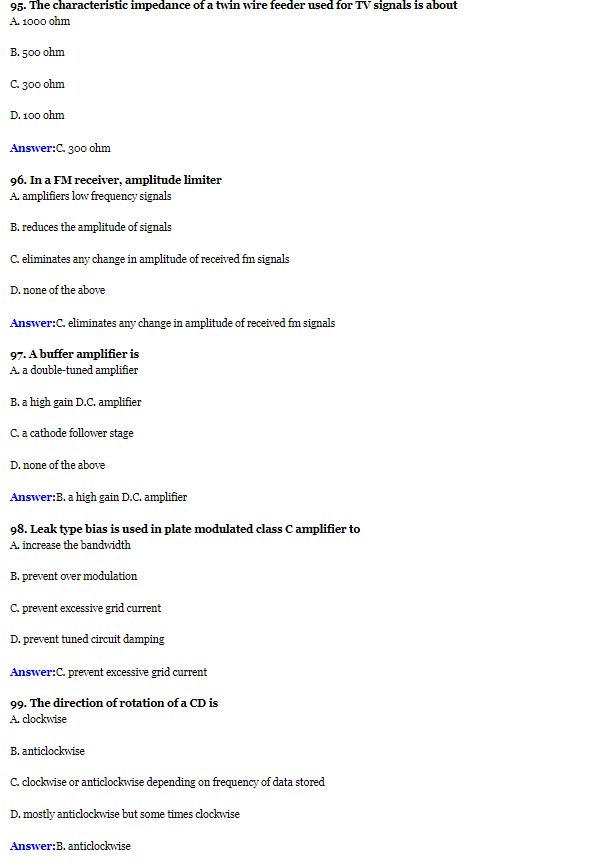 95. The characteristic impedance of a twin wire feeder used for TV signals is about
A. 1000 ohm
B. 500 ohm
C. 300 ohm
D. 100 ohm
Answer:C. 300 ohm
96. In a FM receiver, amplitude limiter
A. amplifiers low frequency signals
B. reduces the amplitude of signals
C. eliminates any change in amplitude of received fm signals
D. none of the above
Answer:C. eliminates any change in amplitude of received fm signals
97. A buffer amplifier is
A. a double-tuned amplifier
B. a high gain D.C. amplifier
C. a cathode follower stage
D. none of the above
Answer:B. a high gain D.C. amplifier
98. Leak type bias is used in plate modulated class C amplifier to
A. increase the bandwidth
B. prevent over modulation
C. prevent excessive grid current
D. prevent tuned circuit damping
Answer:C. prevent excessive grid current
99. The direction of rotation of a CD is
A. clockwise
B. anticlockwise
C. clockwise or anticlockwise depending on frequency of data stored
D. mostly anticlockwise but some times clockwise
Answer:B. anticlockwise